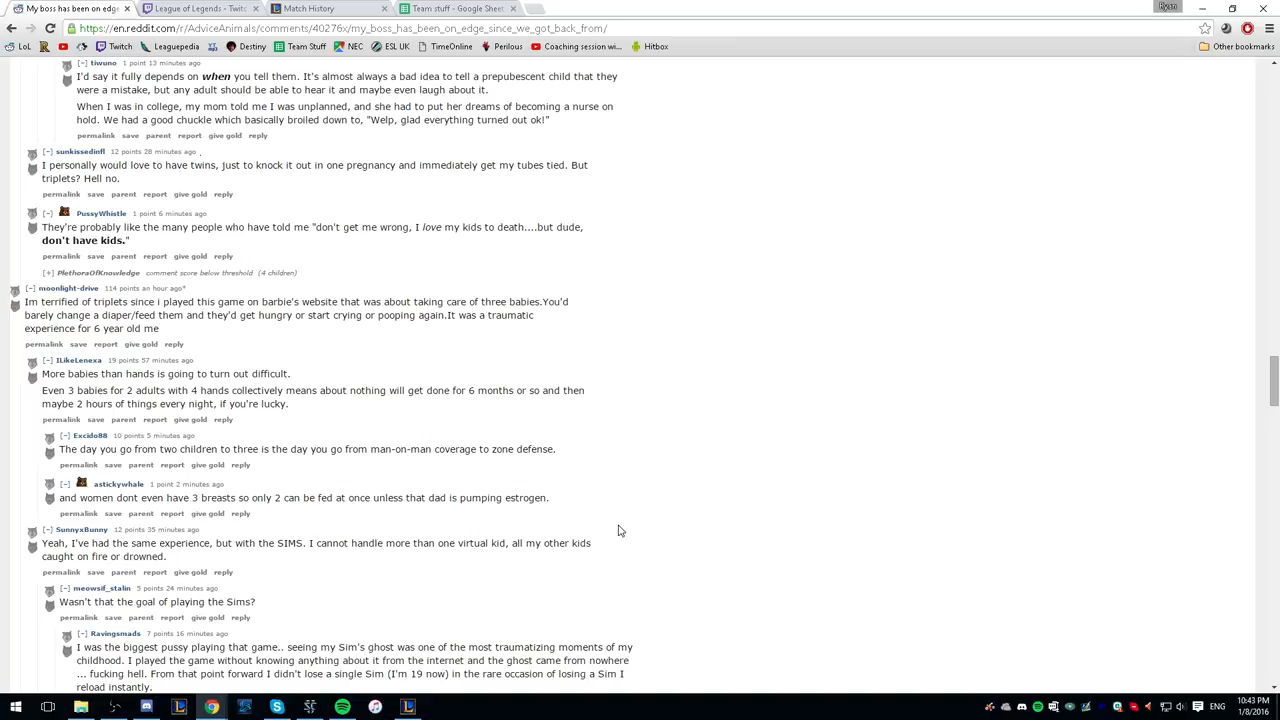 My boss has been on edg
League of Legends - Twitc
Match History
Team stuff - Google Sheet
Ryan
https://en.reddit.com/r/AdviceAnimals/comments/40276x/my_boss_has_been_on_edge_since_we_got_back_from/
LoL
Twitch
Leaguepedia
Destiny
Team Stuff
NEC
ESL UK
TimeOnline
Perilous
Coaching session wi...
Hitbox
Other bookmarks
[–] tiwuno 1 point 13 minutes ago
I'd say it fully depends on when you tell them. It's almost always a bad idea to tell a prepubescent child that they
were a mistake, but any adult should be able to hear it and maybe even laugh about it.
When I was in college, my mom told me I was unplanned, and she had to put her dreams of becoming a nurse on
hold. We had a good chuckle which basically broiled down to, "Welp, glad everything turned out ok!"
permalink save parent report give gold reply
[–] sunkissedinfl 12 points 28 minutes ago
I personally would love to have twins, just to knock it out in one pregnancy and immediately get my tubes tied. But
triplets? Hell no.
permalink save parent report give gold reply
[–] PussyWhistle 1 point 6 minutes ago
They're probably like the many people who have told me "don't get me wrong, I love my kids to death....but dude,
don't have kids."
permalink save parent report give gold reply
[+] PlethoraOfKnowledge comment score below threshold (4 children)
[–] moonlight-drive 114 points an hour ago*
Im terrified of triplets since i played this game on barbie's website that was about taking care of three babies.You'd
barely change a diaper/feed them and they'd get hungry or start crying or pooping again.It was a traumatic
experience for 6 year old me
permalink save report give gold reply
[–] ILikeLenexa 19 points 57 minutes ago
More babies than hands is going to turn out difficult.
Even 3 babies for 2 adults with 4 hands collectively means about nothing will get done for 6 months or so and then
maybe 2 hours of things every night, if you're lucky.
permalink save parent report give gold reply
[–] Excido88 10 points 5 minutes ago
The day you go from two children to three is the day you go from man-on-man coverage to zone defense.
permalink save parent report give gold reply
[–] astickywhale 1 point 2 minutes ago
and women dont even have 3 breasts so only 2 can be fed at once unless that dad is pumping estrogen.
permalink save parent report give gold reply
[–] SunnyxBunny 12 points 35 minutes ago
Yeah, I've had the same experience, but with the SIMS. I cannot handle more than one virtual kid, all my other kids
caught on fire or drowned.
permalink save parent report give gold reply
[–] meowsif_stalin 5 points 24 minutes ago
Wasn't that the goal of playing the Sims?
permalink save parent report give gold reply
[–] Ravingsmads 7 points 16 minutes ago
I was the biggest pussy playing that game.. seeing my Sim's ghost was one of the most traumatizing moments of my
childhood. I played the game without knowing anything about it from the internet and the ghost came from nowhere
... fucking hell. From that point forward I didn't lose a single Sim (I'm 19 now) in the rare occasion of losing a Sim I
reload instantly.
ENG
10:43 PM
1/8/2016